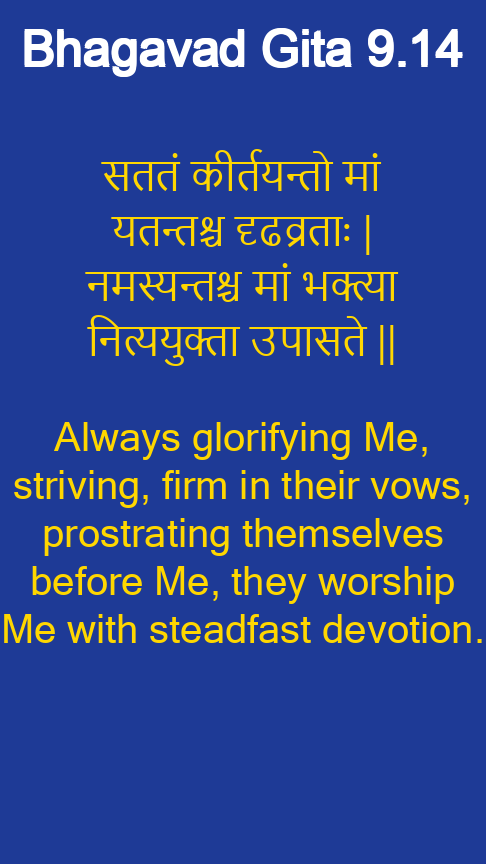 Bhagavad Gita 9.14
सततं कीर्तयन्तो मां
यतन्तश्च दृढव्रताः |
नमस्यन्तश्च मां भक्त्या
नित्ययुक्ता उपासते ||
Always glorifying Me,
striving, firm in their vows,
prostrating themselves
before Me, they worship
Me with steadfast devotion.